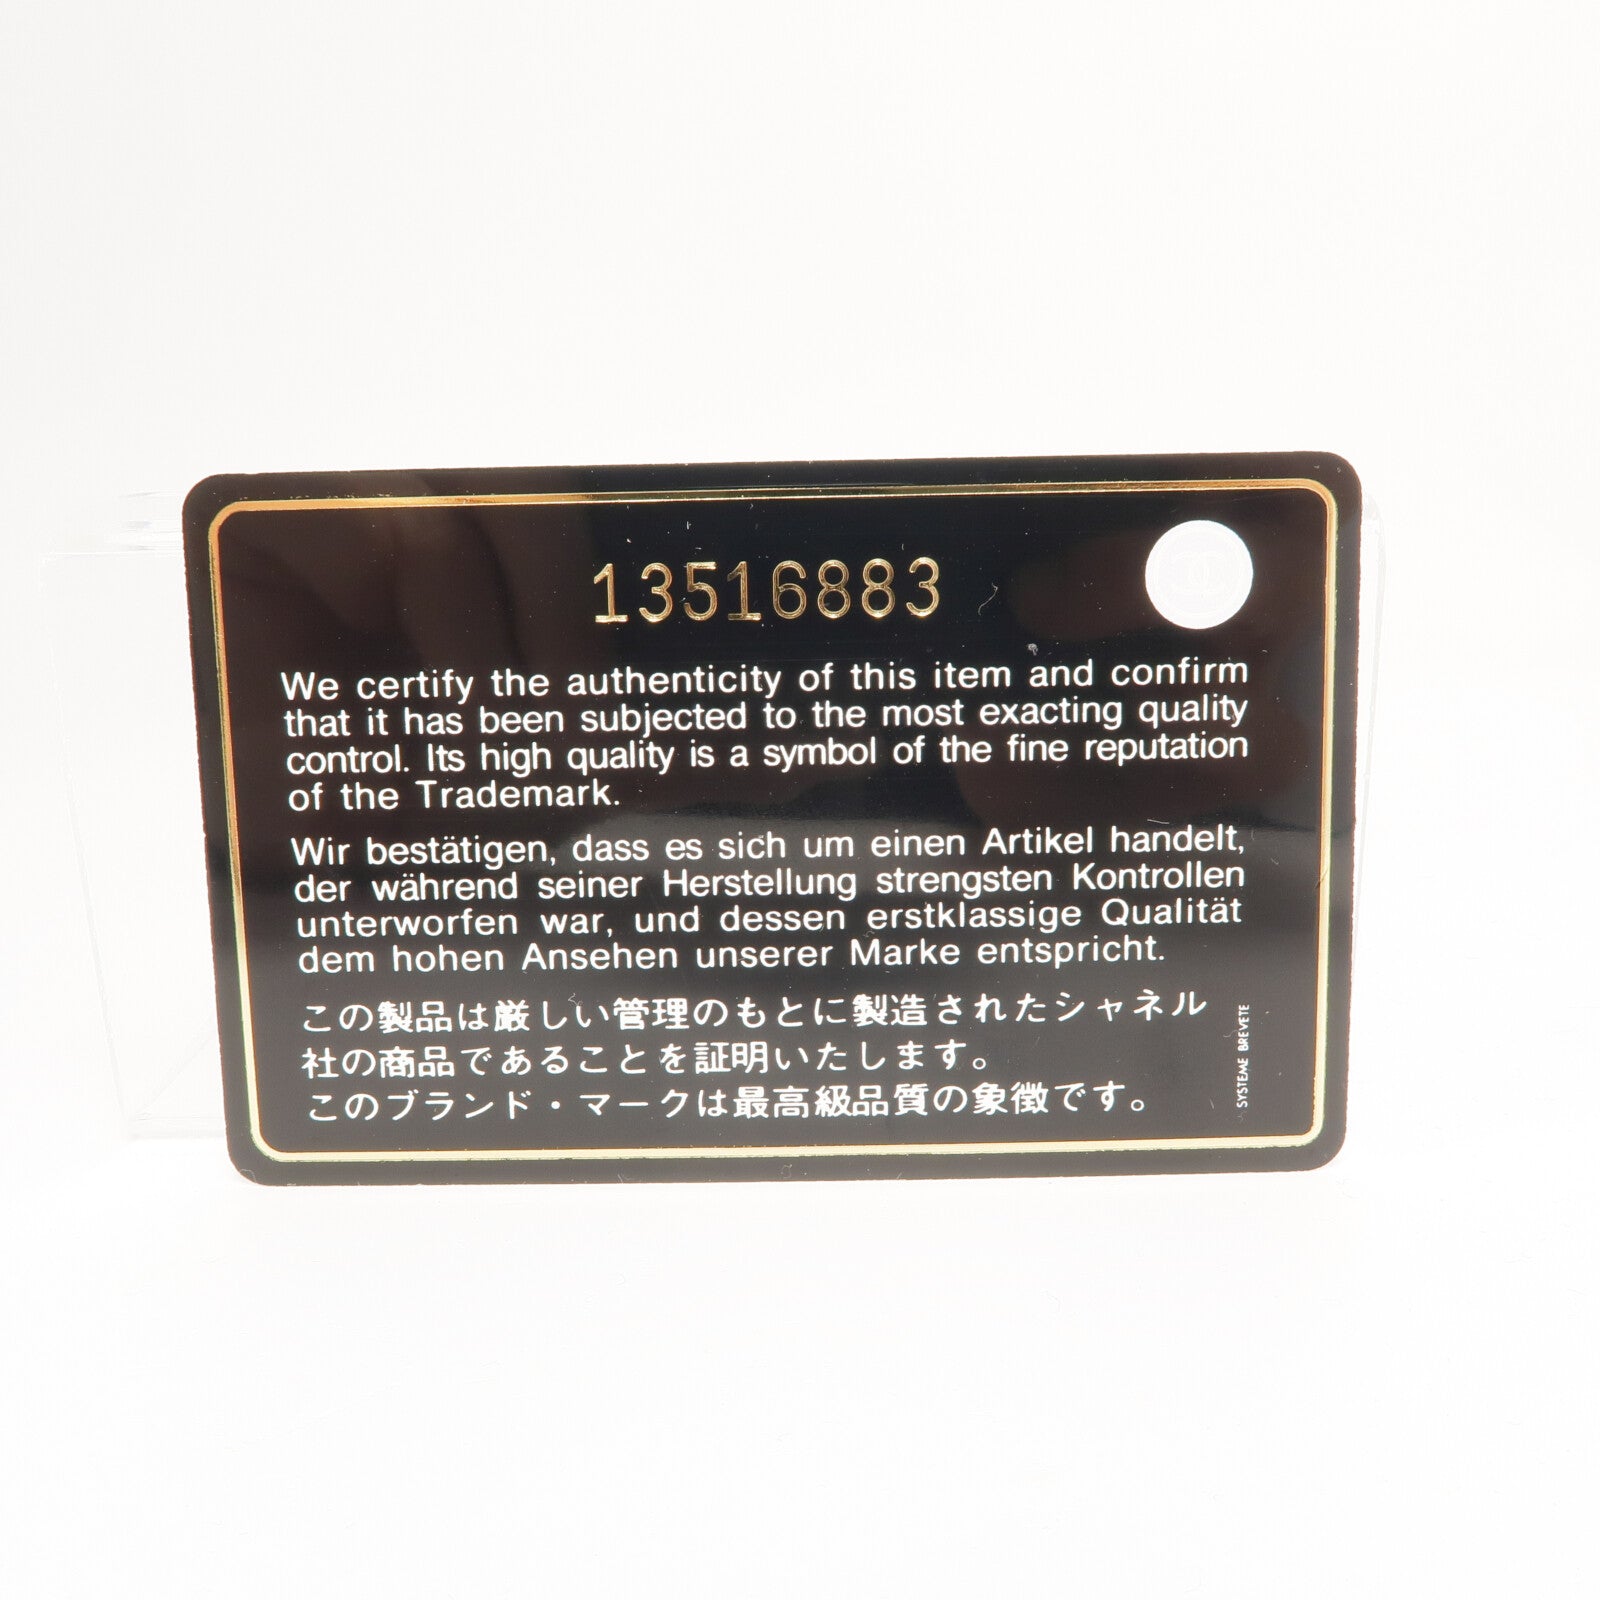 13516883
We certify the authenticity of this item and confirm
that it has been subjected to the most exacting quality
control. Its high quality is a symbol of the fine reputation
of the Trademark.
Wir bestätigen, dass es sich um einen Artikel handelt,
der während seiner Herstellung strengsten Kontrollen
unterworfen war, und dessen erstklassige Qualität
dem hohen Ansehen unserer Marke entspricht.
この製品は厳しい管理のもとに製造されたシャネル
社の商品であることを証明いたします。
このブランド・マークは最高級品質の象徴です。
SYSTEME BREVETE